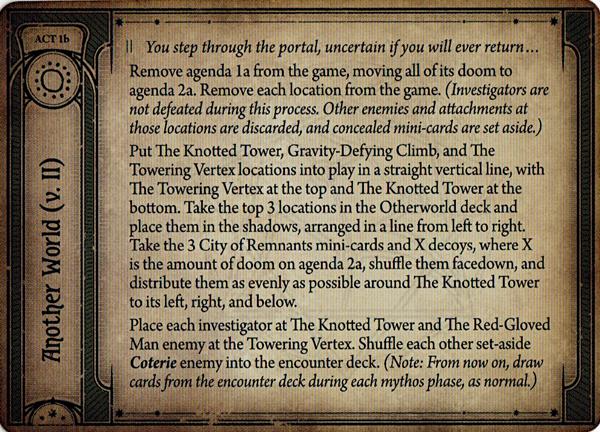 ACT 1b
Another World (v. II)
You step through the portal, uncertain if you will ever return…
Remove agenda 1a from the game, moving all of its doom to
agenda 2a. Remove each location from the game. (Investigators are
not defeated during this process. Other enemies and attachments at
those locations are discarded, and concealed mini-cards are set aside.)
Put The Knotted Tower, Gravity-Defying Climb, and The
Towering Vertex locations into play in a straight vertical line, with
The Towering Vertex at the top and The Knotted Tower at the
bottom. Take the top 3 locations in the Otherworld deck and
place them in the shadows, arranged in a line from left to right.
Take the 3 City of Remnants mini-cards and X decoys, where X
is the amount of doom on agenda 2a, shuffle them facedown, and
distribute them as evenly as possible around The Knotted Tower
to its left, right, and below.
Place each investigator at The Knotted Tower and The Red-Gloved
Man enemy at the Towering Vertex. Shuffle each other set-aside
Coterie enemy into the encounter deck. (Note: From now on, draw
cards from the encounter deck during each mythos phase, as normal.)